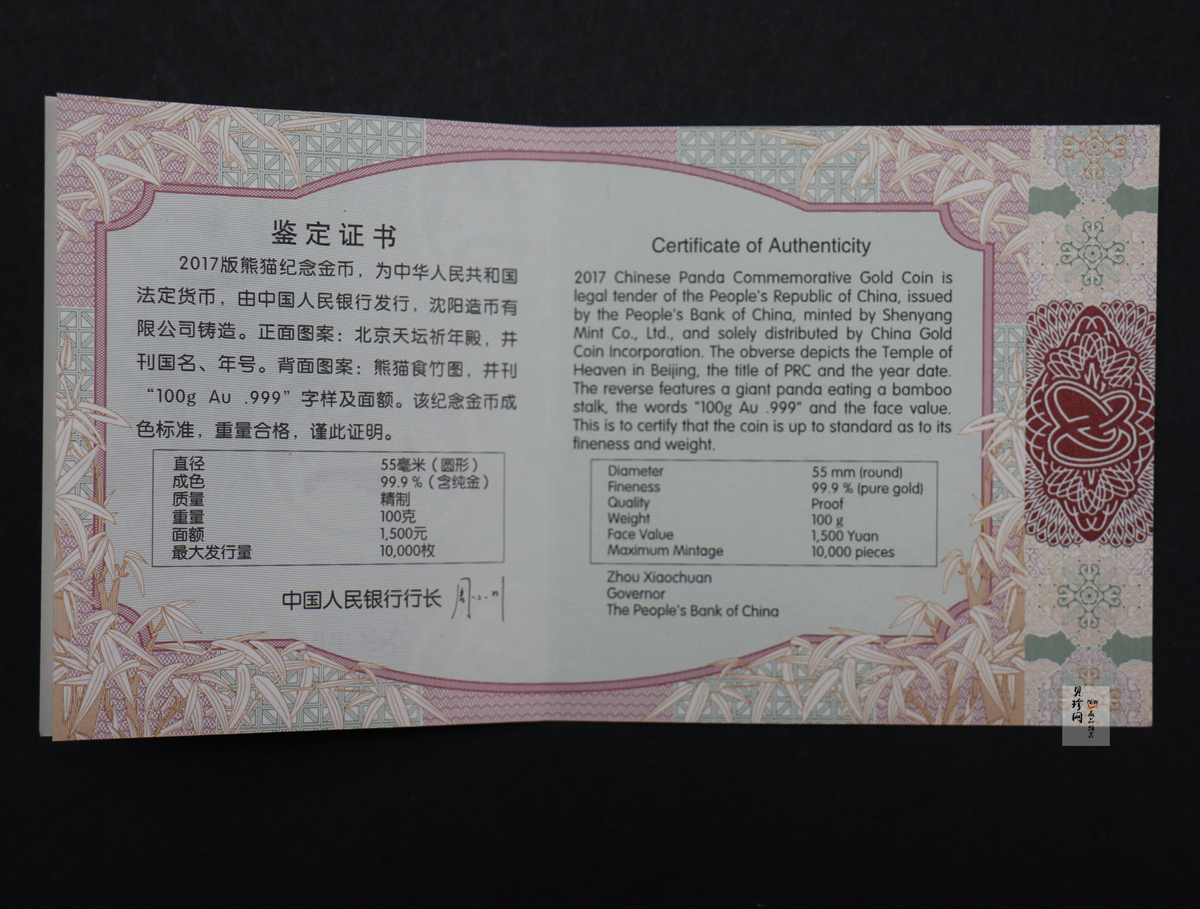 鉴定证书
2017版熊猫纪念金币，为中华人民共和国
法定货币，由中国人民银行发行，沈阳造币有
限公司铸造。正面图案：北京天坛祈年殿，并
刊国名、年号。背面图案：熊猫食竹图，并刊
“100g Au .999”字样及面额。该纪念金币成
色标准，重量合格，谨此证明。
直径 55毫米（圆形）
成色 99.9％（含纯金）
质量 精制
重量 100克
面额 1,500元
最大发行量 10,000枚
中国人民银行行长
Certificate of Authenticity
2017 Chinese Panda Commemorative Gold Coin is
legal tender of the People's Republic of China, issued
by the People's Bank of China, minted by Shenyang
Mint Co., Ltd., and solely distributed by China Gold
Coin Incorporation. The obverse depicts the Temple of
Heaven in Beijing, the title of PRC and the year date.
The reverse features a giant panda eating a bamboo
stalk, the words "100g Au .999" and the face value.
This is to certify that the coin is up to standard as to its
fineness and weight.
Diameter 55 mm (round)
Fineness 99.9 % (pure gold)
Quality Proof
Weight 100 g
Face Value 1,500 Yuan
Maximum Mintage 10,000 pieces
Zhou Xiaochuan
Governor
The People's Bank of China
贝珍网